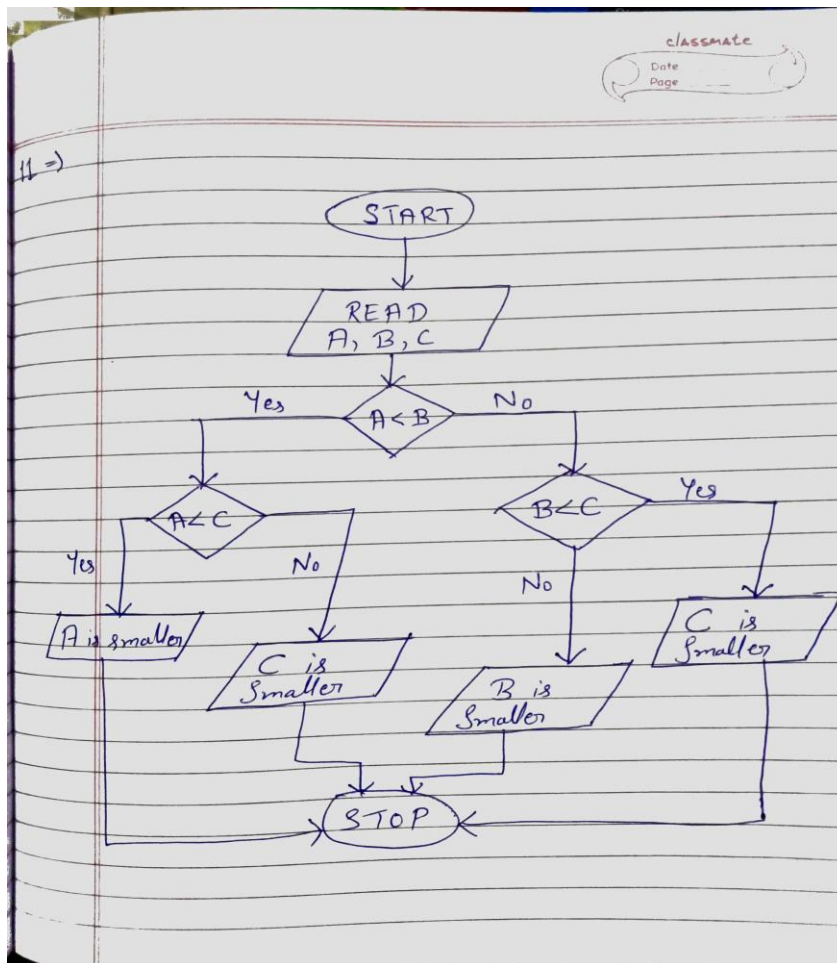 classmate
Date
Page
11 =>
START
READ
A, B, C
Yes
A < B
No
A < C
B < C
Yes
Yes
No
No
A is smaller
C is
smaller
C is
smaller
B is
smaller
STOP